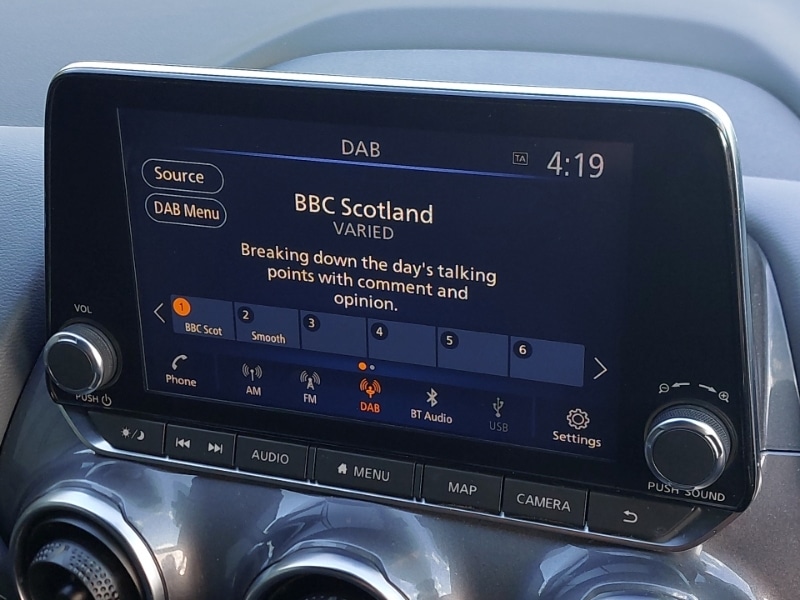 DAB
TA
4:19
Source
DAB Menu
BBC Scotland
VARIED
Breaking down the day's talking
points with comment and
opinion.
1
BBC Scot
2
Smooth
3
4
5
6
Phone
AM
FM
DAB
BT Audio
USB
Settings
VOL
PUSH
PUSH SOUND
AUDIO
MENU
MAP
CAMERA